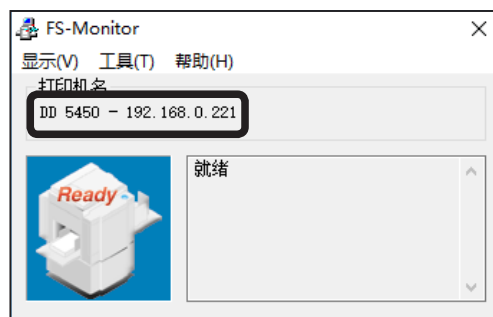 FS-Monitor
显示(V) 工具(T) 帮助(H)
打印机名
DD 5450 - 192.168.0.221
Ready
就绪